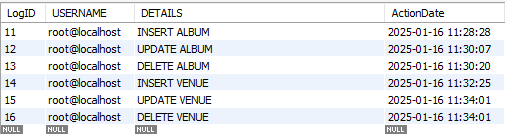 LogID USERNAME DETAILS ActionDate
11 root@localhost INSERT ALBUM 2025-01-16 11:28:28
12 root@localhost UPDATE ALBUM 2025-01-16 11:30:07
13 root@localhost DELETE ALBUM 2025-01-16 11:30:20
14 root@localhost INSERT VENUE 2025-01-16 11:32:25
15 root@localhost UPDATE VENUE 2025-01-16 11:34:01
16 root@localhost DELETE VENUE 2025-01-16 11:34:01
NULL NULL NULL NULL